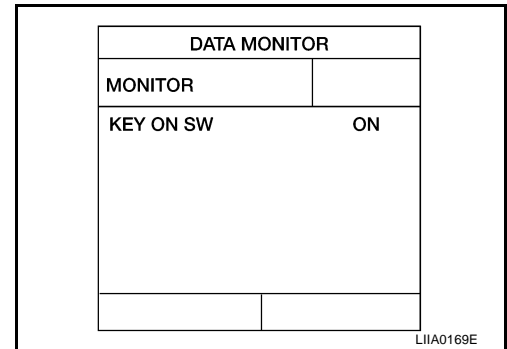 DATA MONITOR
MONITOR
KEY ON SW ON
LIIA0169E